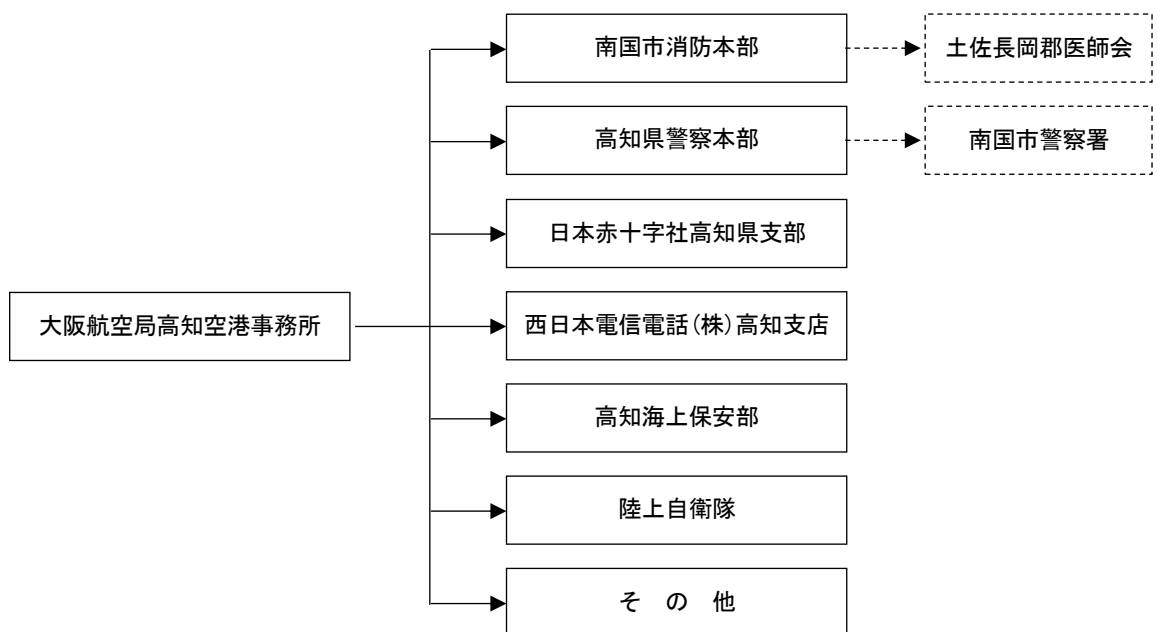 南国市消防本部
土佐長岡郡医師会
高知県警察本部
南国市警察署
日本赤十字社高知県支部
大阪航空局高知空港事務所
西日本電信電話(株)高知支店
高知海上保安部
陸上自衛隊
そ の 他